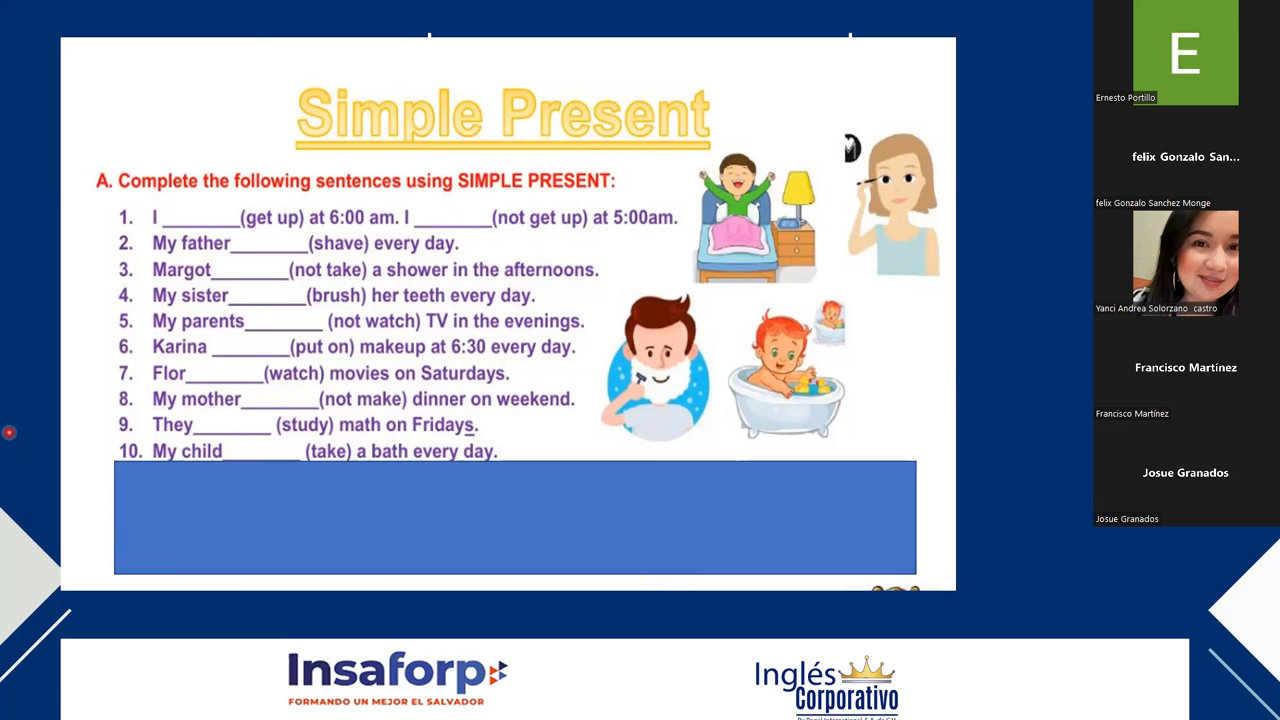 Simple Present
A. Complete the following sentences using SIMPLE PRESENT:
1. I ________(get up) at 6:00 am. I ________(not get up) at 5:00am.
2. My father________(shave) every day.
3. Margot________(not take) a shower in the afternoons.
4. My sister________(brush) her teeth every day.
5. My parents________ (not watch) TV in the evenings.
6. Karina ________(put on) makeup at 6:30 every day.
7. Flor________(watch) movies on Saturdays.
8. My mother________(not make) dinner on weekend.
9. They________ (study) math on Fridays.
10. My child________ (take) a bath every day.
Insaforp
FORMANDO UN MEJOR EL SALVADOR
Inglés
Corporativo
E
Ernesto Portillo
felix Gonzalo San...
felix Gonzalo Sanchez Monge
Yanci Andrea Solorzano castro
Francisco Martínez
Francisco Martínez
Josue Granados
Josue Granados